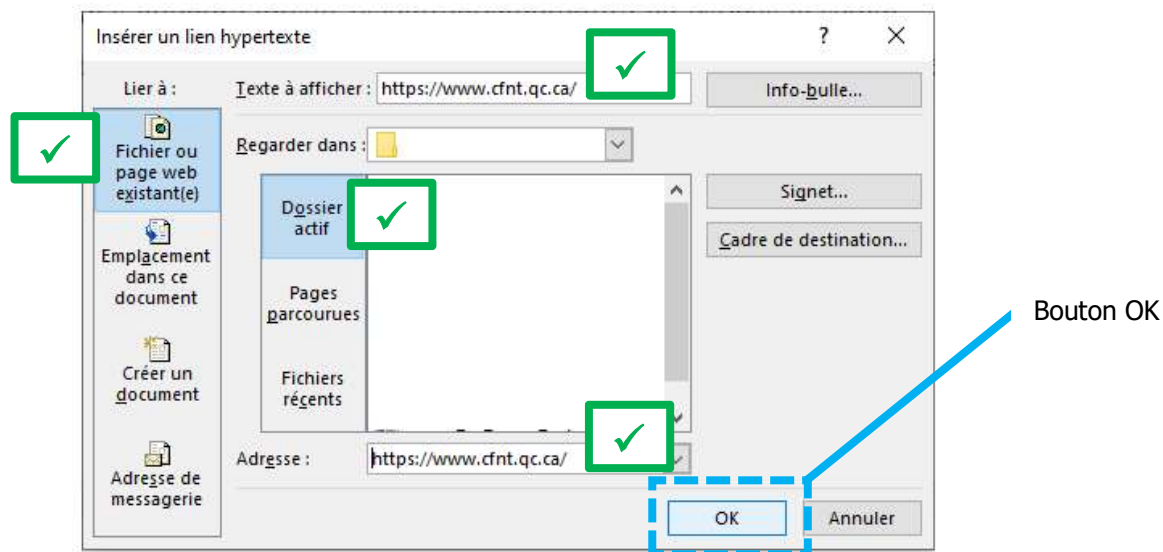 Insérer un lien hypertexte
?
Lier à :
Texte à afficher : https://www.cfnt.qc.ca/
Info-bulle...
Fichier ou
page web
existant(e)
Regarder dans :
Dossier
actif
Signet...
Cadre de destination...
Emplacement
dans ce
document
Pages
parcourues
Bouton OK
Créer un
document
Fichiers
récents
Adresse :
https://www.cfnt.qc.ca/
Adresse de
messagerie
OK
Annuler